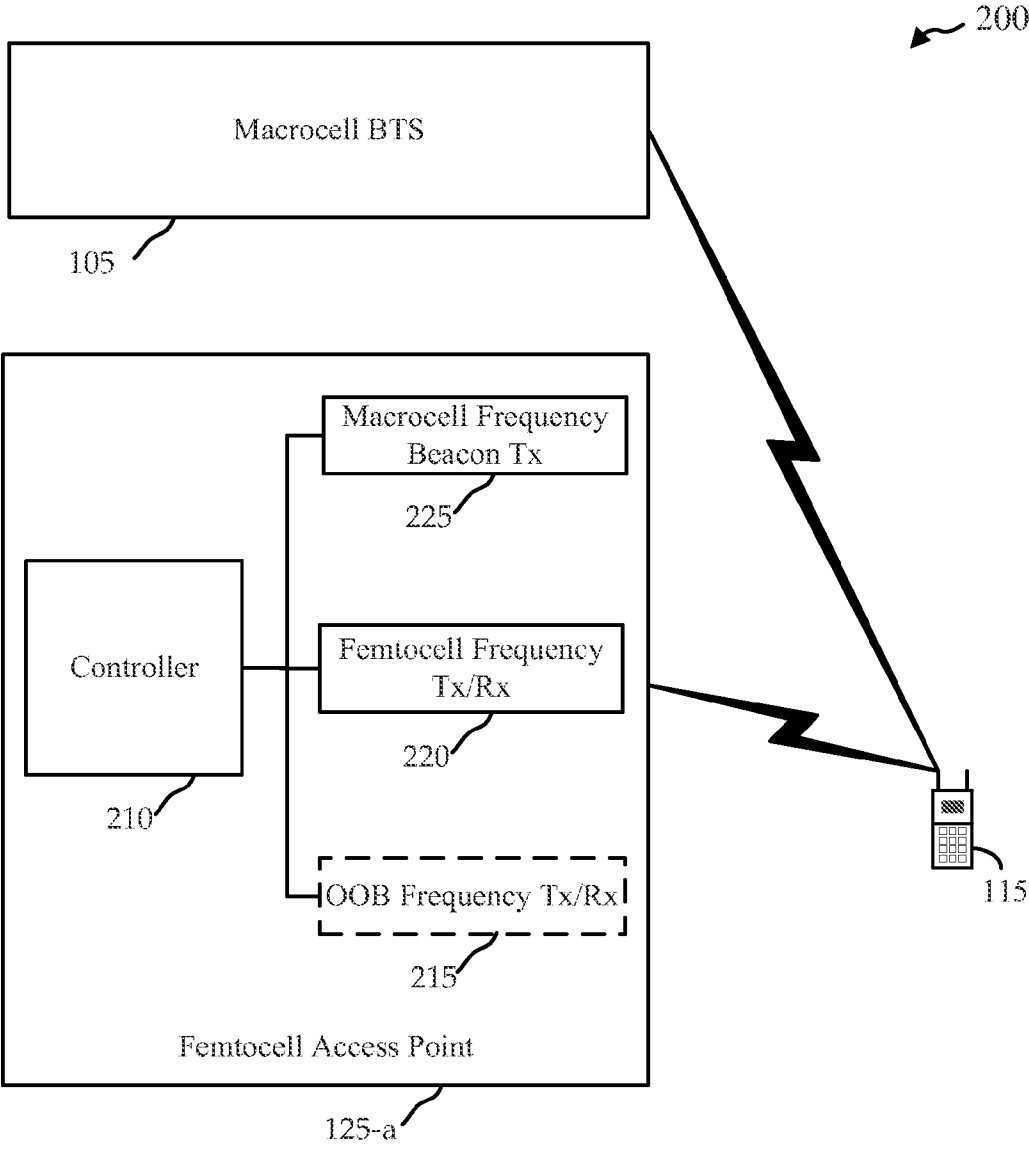 200
Macrocell BTS
105
Macrocell Frequency
Beacon Tx
225
Controller
210
Femtocell Frequency
Tx/Rx
220
OOB Frequency Tx/Rx
215
115
Femtocell Access Point
125-a